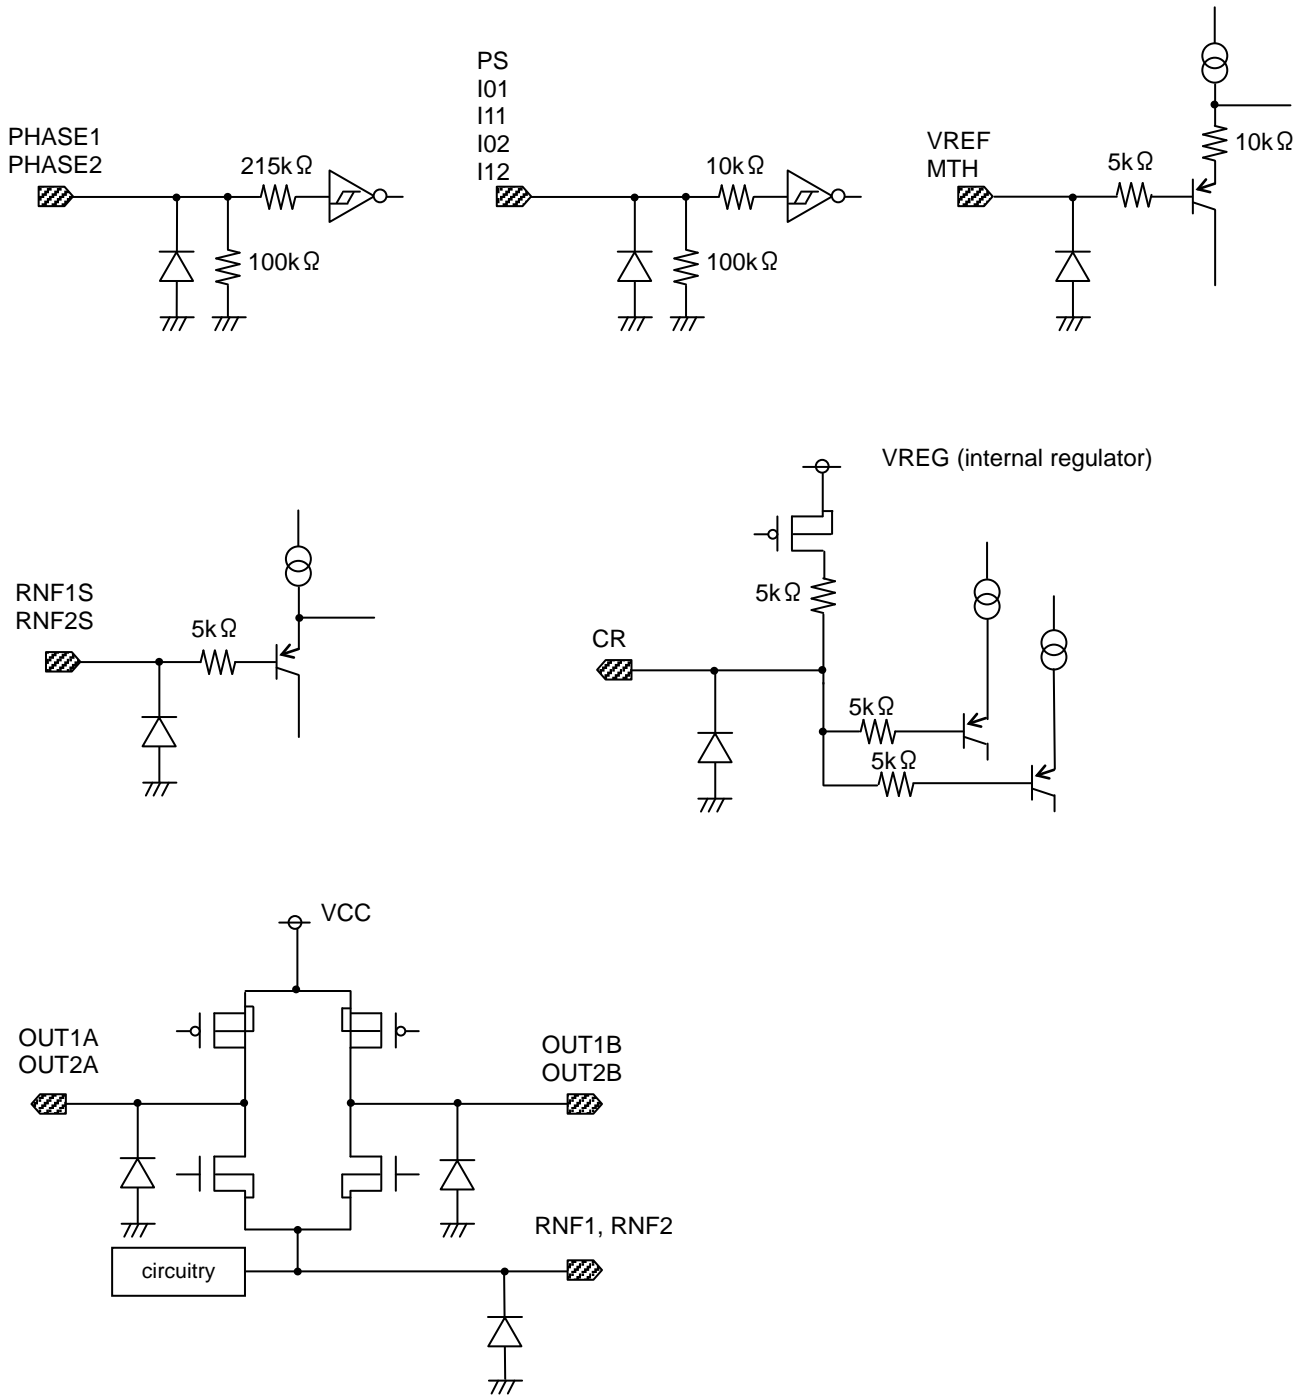 PHASE1
PHASE2
215kΩ
100kΩ
PS
I01
I11
I02
I12
10kΩ
100kΩ
VREF
MTH
5kΩ
10kΩ
RNF1S
RNF2S
5kΩ
VREG (internal regulator)
5kΩ
CR
5kΩ
5kΩ
VCC
OUT1A
OUT2A
OUT1B
OUT2B
RNF1, RNF2
circuitry